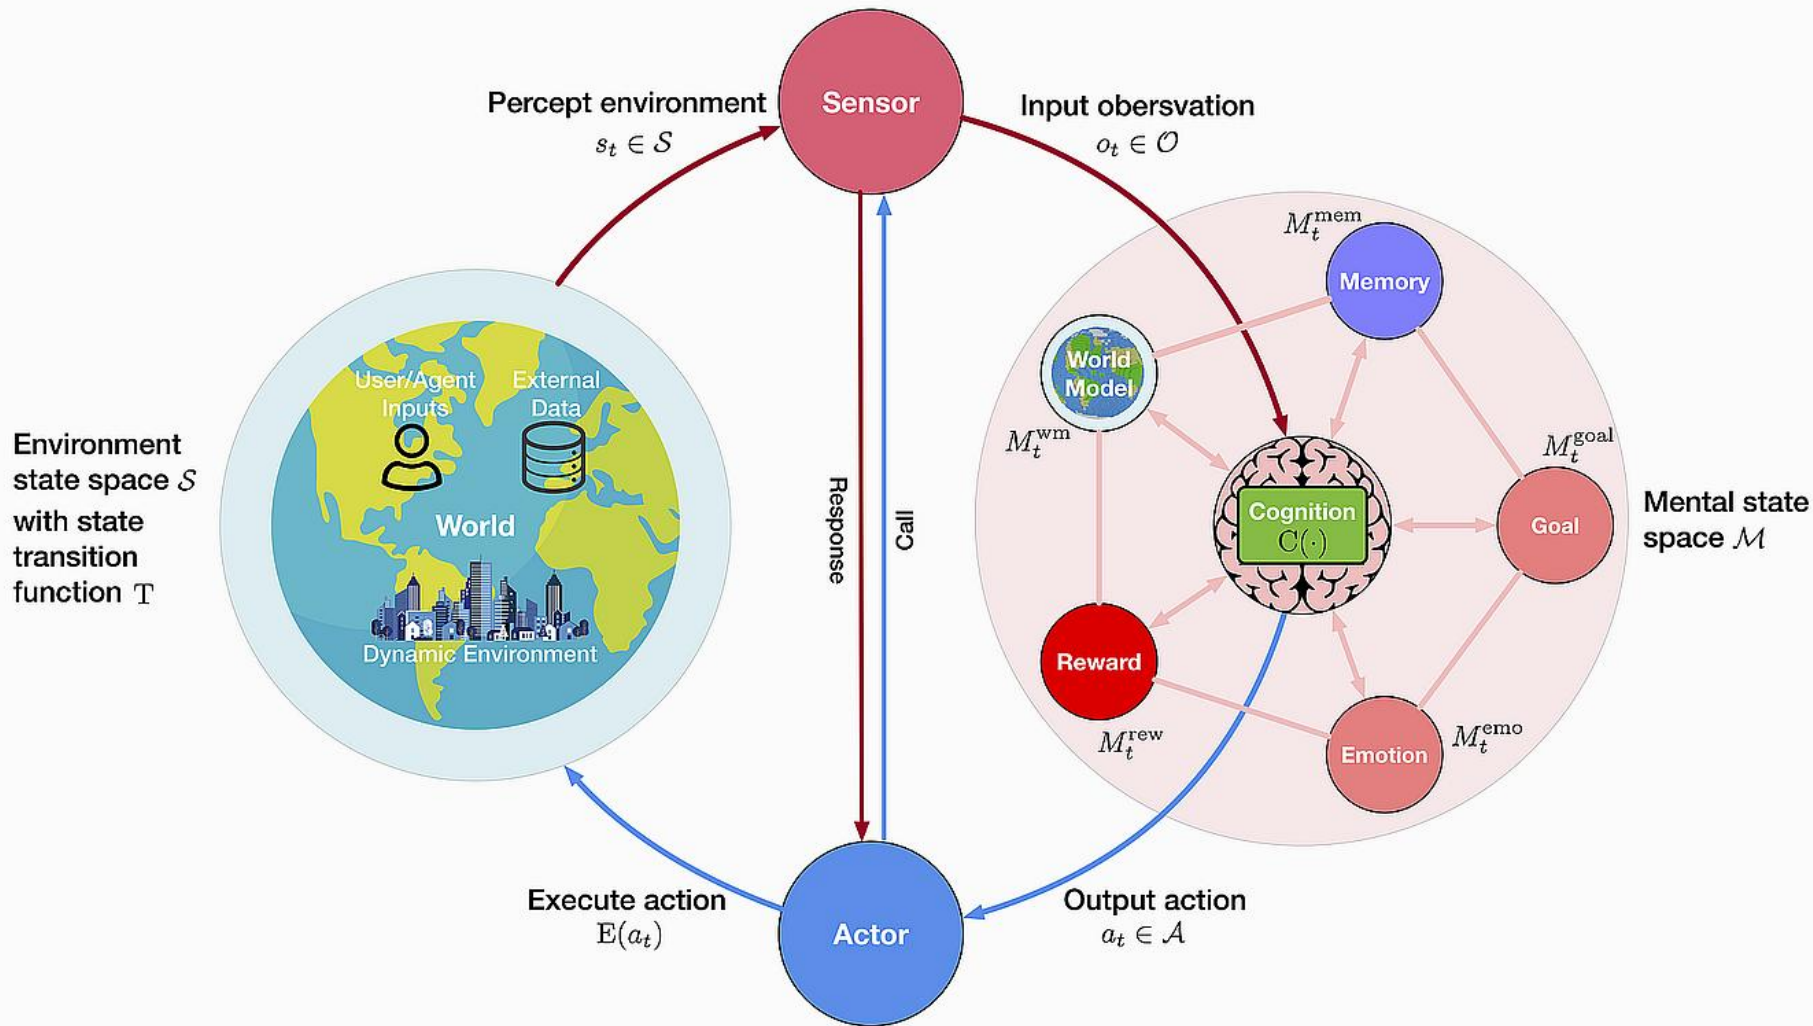 Sensor
Percept environment
s_t ∈ 𝒮
Input obersvation
o_t ∈ 𝒪
M_t^mem
Memory
World
Model
M_t^wm
User/Agent
Inputs
External
Data
World
Dynamic Environment
Environment
state space 𝒮
with state
transition
function T
Response
Call
Cognition
C(·)
M_t^goal
Goal
Mental state
space ℳ
Reward
M_t^rew
Emotion
M_t^emo
Execute action
E(a_t)
Output action
a_t ∈ 𝒜
Actor